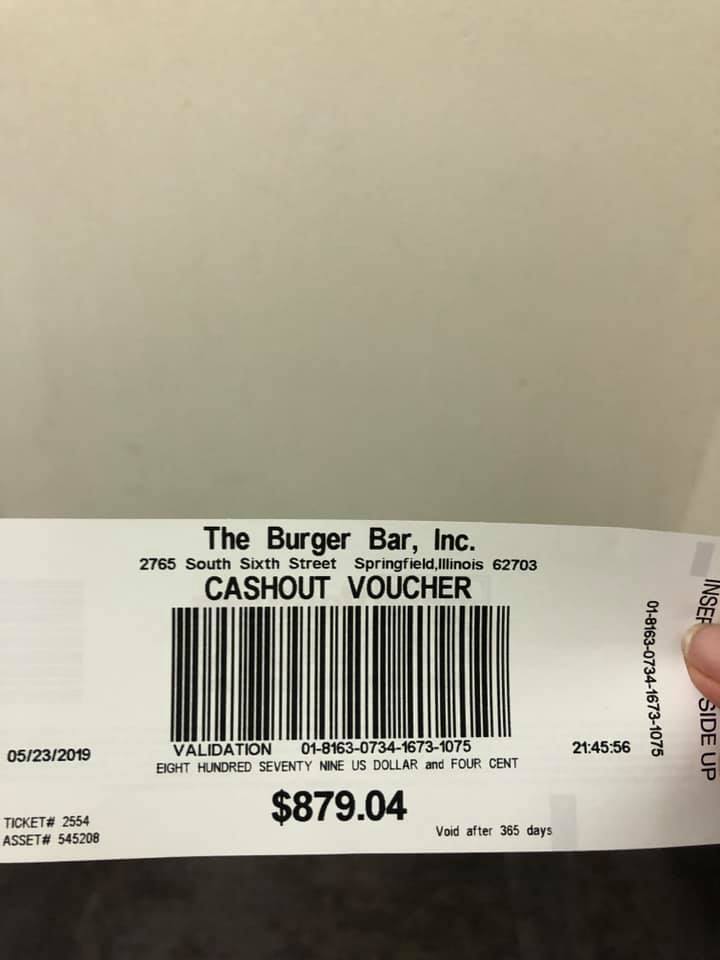 The Burger Bar, Inc.
2765 South Sixth Street Springfield,Illinois 62703
CASHOUT VOUCHER
VALIDATION 01-8163-0734-1673-1075
05/23/2019
21:45:56
EIGHT HUNDRED SEVENTY NINE US DOLLAR and FOUR CENT
$879.04
TICKET# 2554
ASSET# 545208
Void after 365 days
01-8163-0734-1673-1075
SIDE UP